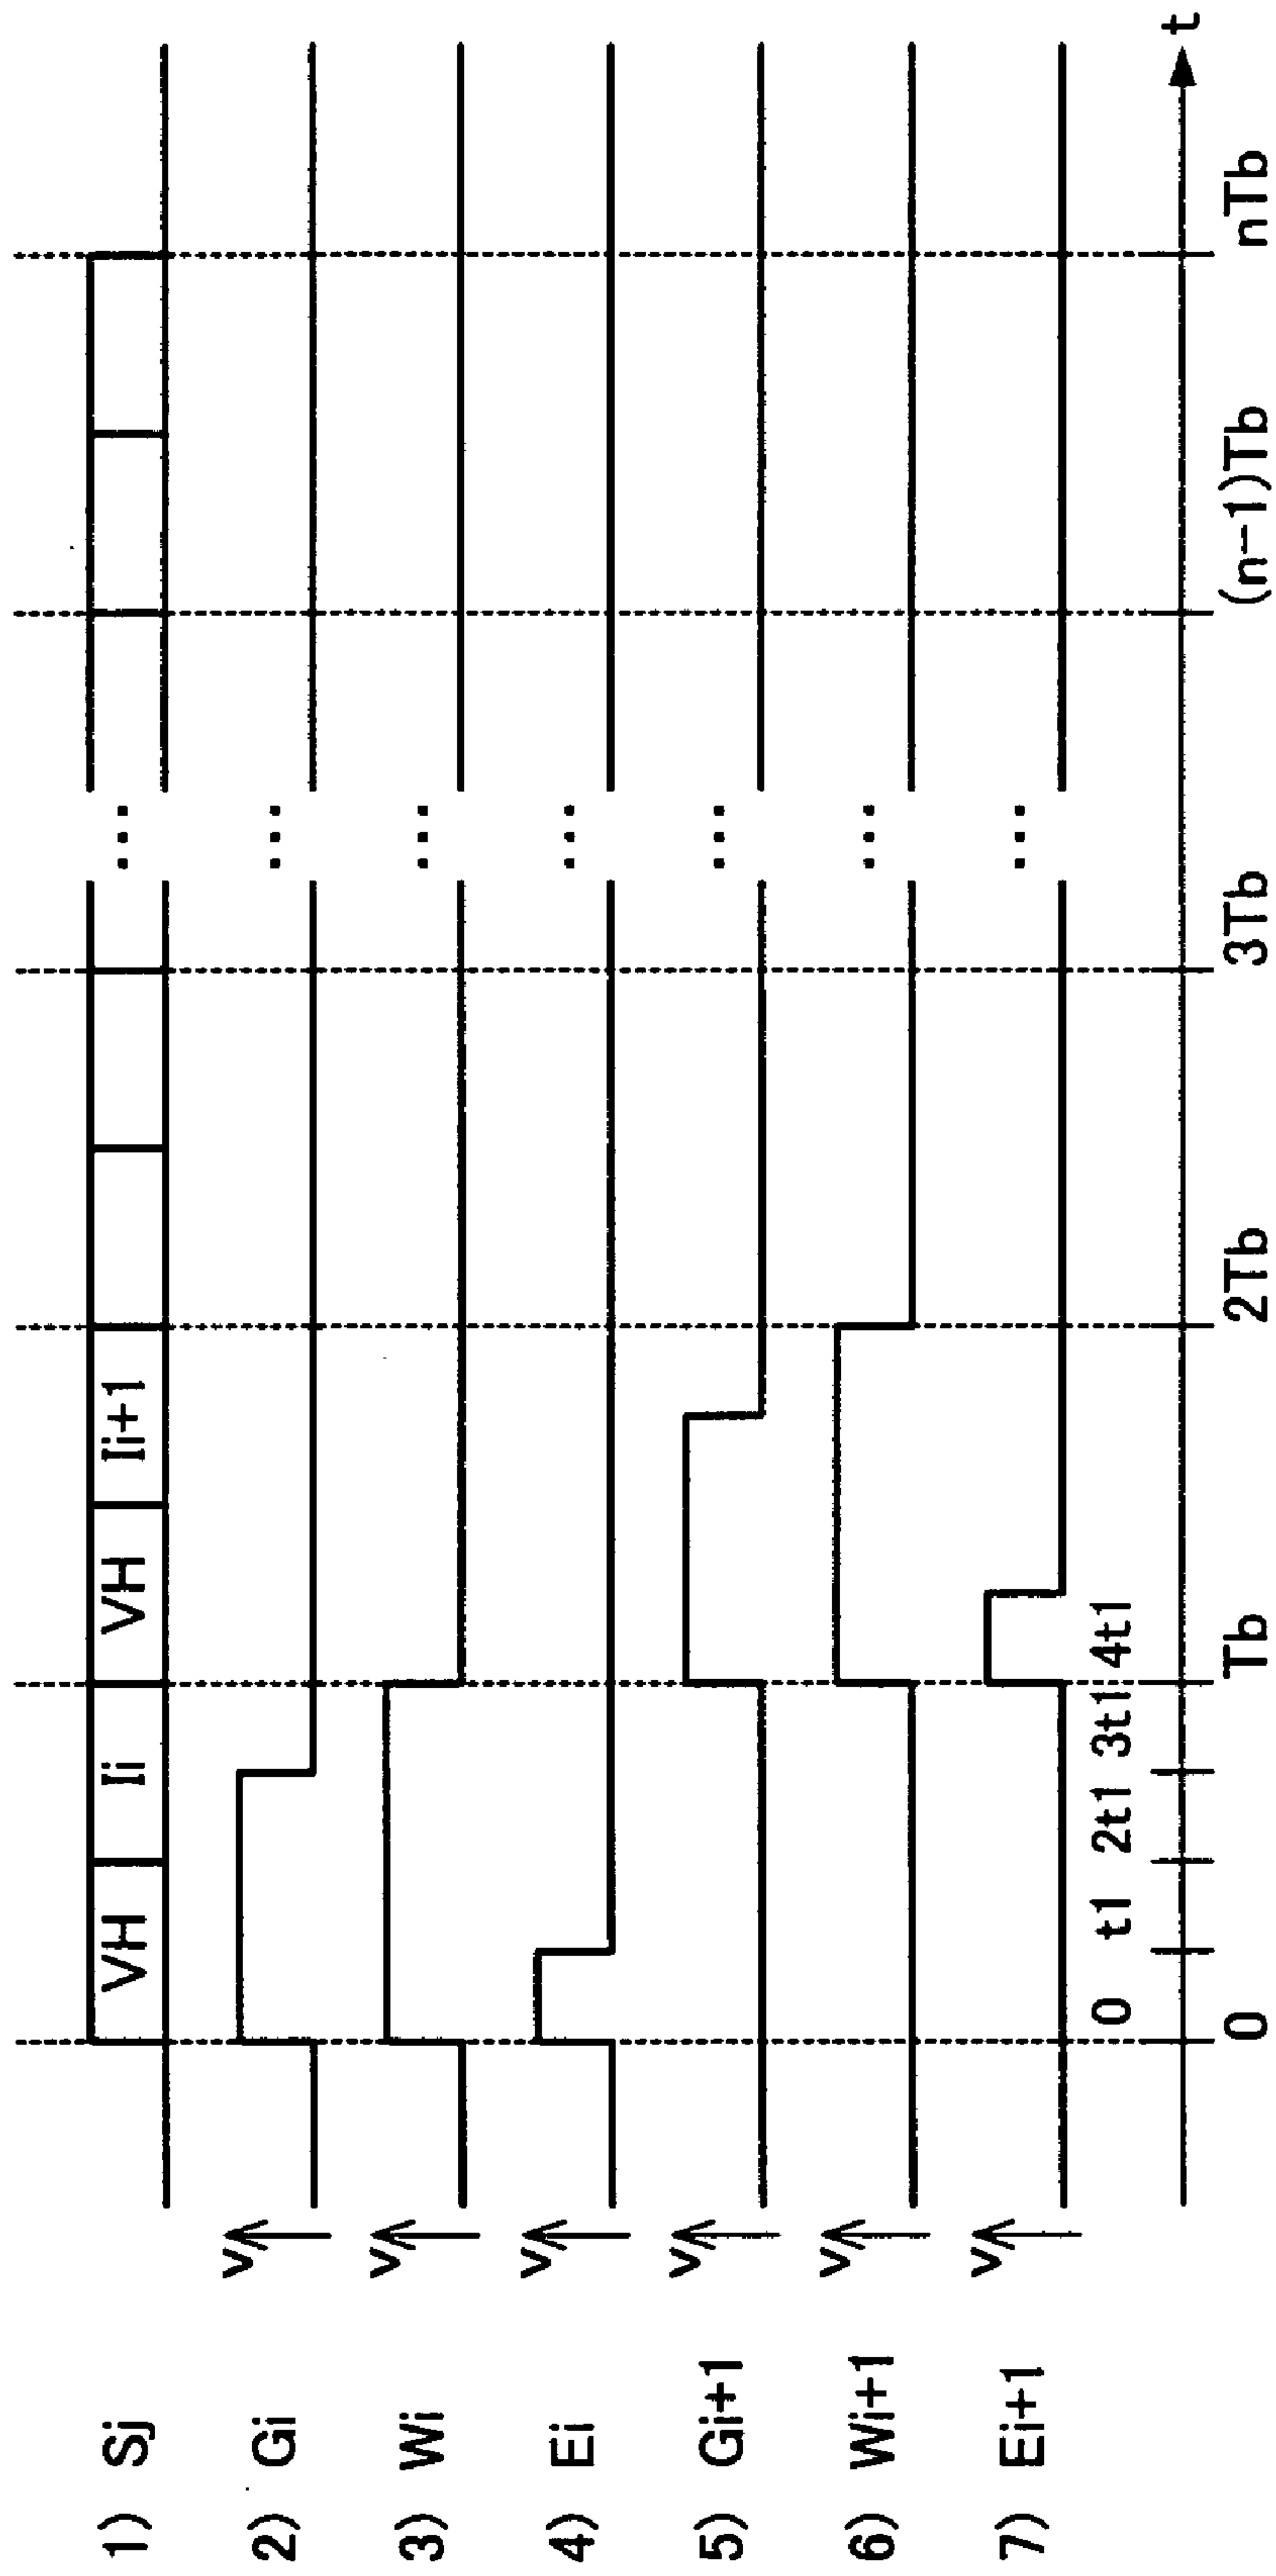 1) Sj VH Ii VH Ii+1 ...
2) Gi V ...
3) Wi V ...
4) Ei V ...
5) Gi+1 V ...
6) Wi+1 V ...
7) Ei+1 V ...
0 t1 2t1 3t1 4t1
0 Tb 2Tb 3Tb (n-1)Tb nTb t